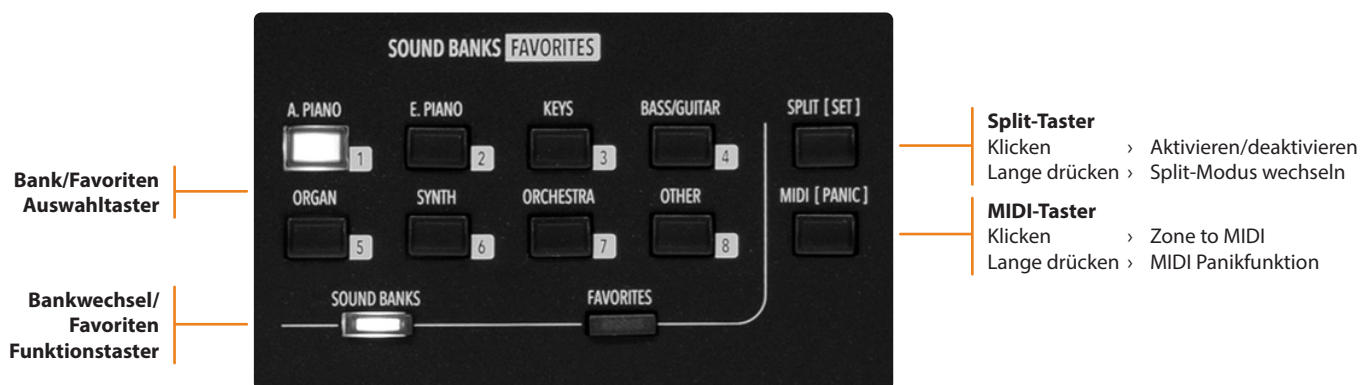 SOUND BANKS FAVORITES
A. PIANO E. PIANO KEYS BASS/GUITAR SPLIT [ SET ]
1 2 3 4
ORGAN SYNTH ORCHESTRA OTHER MIDI [ PANIC ]
5 6 7 8
SOUND BANKS FAVORITES
Bank/Favoriten
Auswahltaster
Bankwechsel/
Favoriten
Funktionstaster
Split-Taster
Klicken › Aktivieren/deaktivieren
Lange drücken › Split-Modus wechseln
MIDI-Taster
Klicken › Zone to MIDI
Lange drücken › MIDI Panikfunktion